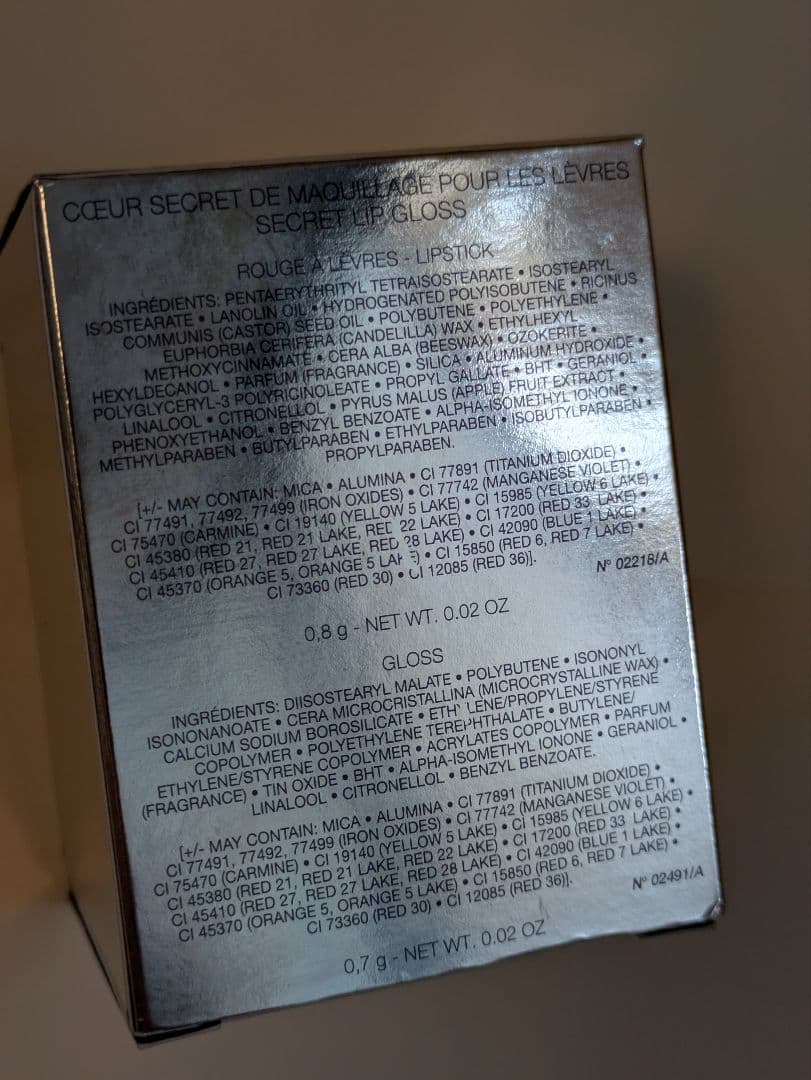 CŒUR SECRET DE MAQUILLAGE POUR LES LÈVRES
SECRET LIP GLOSS
ROUGE À LÈVRES - LIPSTICK
INGRÉDIENTS: PENTAERYTHRITYL TETRAISOSTEARATE • ISOSTEARYL
ISOSTEARATE • LANOLIN OIL • HYDROGENATED POLYISOBUTENE • RICINUS
COMMUNIS (CASTOR) SEED OIL • POLYBUTENE • POLYETHYLENE •
EUPHORBIA CERIFERA (CANDELILLA) WAX • ETHYLHEXYL
METHOXYCINNAMATE • CERA ALBA (BEESWAX) • OZOKERITE •
HEXYLDECANOL • PARFUM (FRAGRANCE) • SILICA • ALUMINUM HYDROXIDE •
POLYGLYCERYL-3 POLYRICINOLEATE • PROPYL GALLATE • BHT • GERANIOL •
LINALOOL • CITRONELLOL • PYRUS MALUS (APPLE) FRUIT EXTRACT •
PHENOXYETHANOL • BENZYL BENZOATE • ALPHA-ISOMETHYL IONONE •
METHYLPARABEN • BUTYLPARABEN • ETHYLPARABEN • ISOBUTYLPARABEN •
PROPYLPARABEN.
[+/- MAY CONTAIN: MICA • ALUMINA • CI 77891 (TITANIUM DIOXIDE) •
CI 77491, 77492, 77499 (IRON OXIDES) • CI 77742 (MANGANESE VIOLET) •
CI 75470 (CARMINE) • CI 19140 (YELLOW 5 LAKE) • CI 15985 (YELLOW 6 LAKE) •
CI 45380 (RED 21, RED 21 LAKE, RED 22 LAKE) • CI 17200 (RED 33 LAKE) •
CI 45410 (RED 27, RED 27 LAKE, RED 28 LAKE) • CI 42090 (BLUE 1 LAKE) •
CI 45370 (ORANGE 5, ORANGE 5 LAKE) • CI 15850 (RED 6, RED 7 LAKE) •
CI 73360 (RED 30) • CI 12085 (RED 36)].
N° 02218/A
0,8 g - NET WT. 0.02 OZ
GLOSS
INGRÉDIENTS: DIISOSTEARYL MALATE • POLYBUTENE • ISONONYL
ISONONANOATE • CERA MICROCRISTALLINA (MICROCRYSTALLINE WAX) •
CALCIUM SODIUM BOROSILICATE • ETHYLENE/PROPYLENE/STYRENE
COPOLYMER • POLYETHYLENE TEREPHTHALATE • BUTYLENE/
ETHYLENE/STYRENE COPOLYMER • ACRYLATES COPOLYMER • PARFUM
(FRAGRANCE) • TIN OXIDE • BHT • ALPHA-ISOMETHYL IONONE • GERANIOL •
LINALOOL • CITRONELLOL • BENZYL BENZOATE.
[+/- MAY CONTAIN: MICA • ALUMINA • CI 77891 (TITANIUM DIOXIDE) •
CI 77491, 77492, 77499 (IRON OXIDES) • CI 77742 (MANGANESE VIOLET) •
CI 75470 (CARMINE) • CI 19140 (YELLOW 5 LAKE) • CI 15985 (YELLOW 6 LAKE) •
CI 45380 (RED 21, RED 21 LAKE, RED 22 LAKE) • CI 17200 (RED 33 LAKE) •
CI 45410 (RED 27, RED 27 LAKE, RED 28 LAKE) • CI 42090 (BLUE 1 LAKE) •
CI 45370 (ORANGE 5, ORANGE 5 LAKE) • CI 15850 (RED 6, RED 7 LAKE) •
CI 73360 (RED 30) • CI 12085 (RED 36)].
N° 02491/A
0,7 g - NET WT. 0.02 OZ